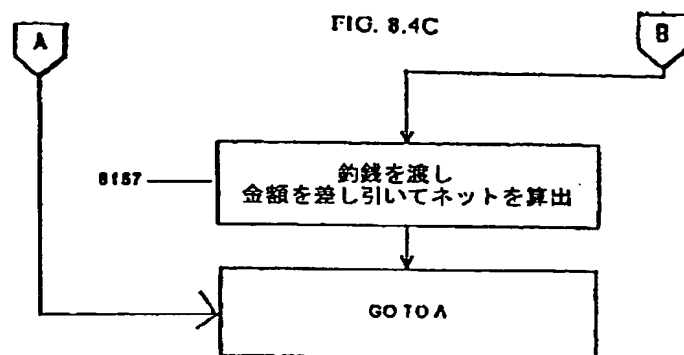 FIG. 8.4C
A
B
8157
釣銭を渡し
金額を差し引いてネットを算出
GO TO A